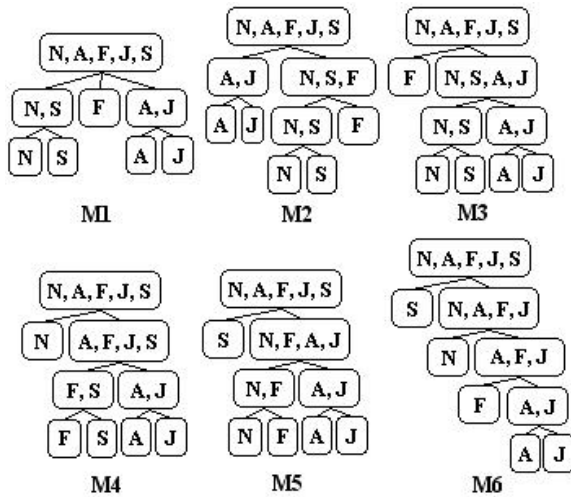 N, A, F, J, S
N, S F A, J
N S A J
M1
N, A, F, J, S
A, J N, S, F
A J N, S F
N S
M2
N, A, F, J, S
F N, S, A, J
N, S A, J
N S A J
M3
N, A, F, J, S
N A, F, J, S
F, S A, J
F S A J
M4
N, A, F, J, S
S N, F, A, J
N, F A, J
N F A J
M5
N, A, F, J, S
S N, A, F, J
N A, F, J
F A, J
A J
M6